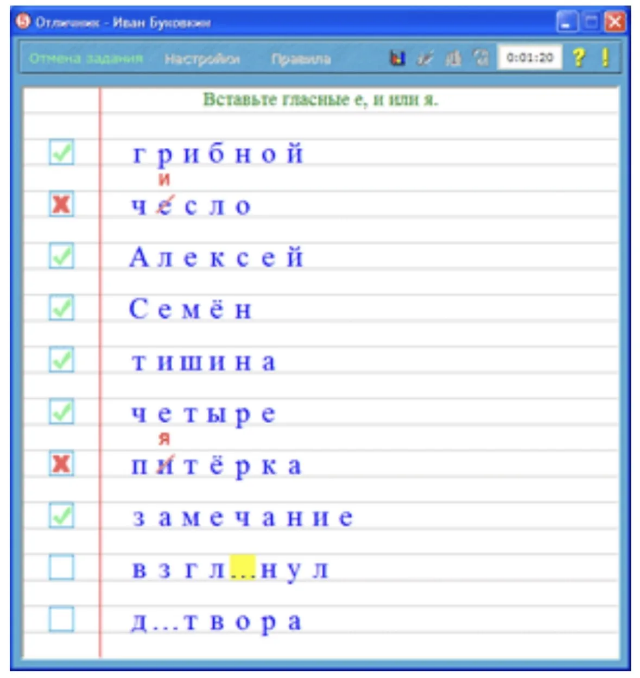 Отличник - Иван Буковкин
Отмена задания Настройки Правила 0:01:20
Вставьте гласные е, и или я.
грибной
и
чесло
Алексей
Семён
тишина
четыре
я
питёрка
замечание
взгл...нул
д...твора